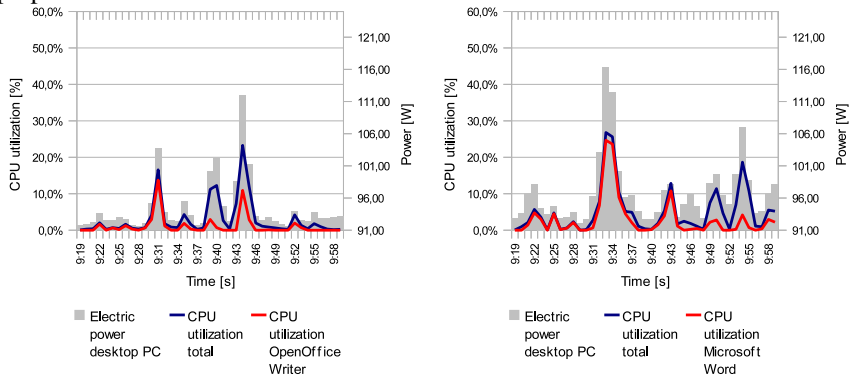 60,0%
50,0%
40,0%
30,0%
20,0%
10,0%
0,0%
CPU utilization [%]
121,00
116,00
111,00
106,00
101,00
96,00
91,00
Power [W]
9:19
9:22
9:25
9:28
9:31
9:34
9:37
9:40
9:43
9:46
9:49
9:52
9:55
9:58
Time [s]
Electric
power
desktop PC
CPU
utilization
total
CPU
utilization
OpenOffice
Writer
60,0%
50,0%
40,0%
30,0%
20,0%
10,0%
0,0%
CPU utilization [%]
121,00
116,00
111,00
106,00
101,00
96,00
91,00
Power [W]
9:19
9:22
9:25
9:28
9:31
9:34
9:37
9:40
9:43
9:46
9:49
9:52
9:55
9:58
Time [s]
Electric
power
desktop PC
CPU
utilization
total
CPU
utilization
Microsoft
Word